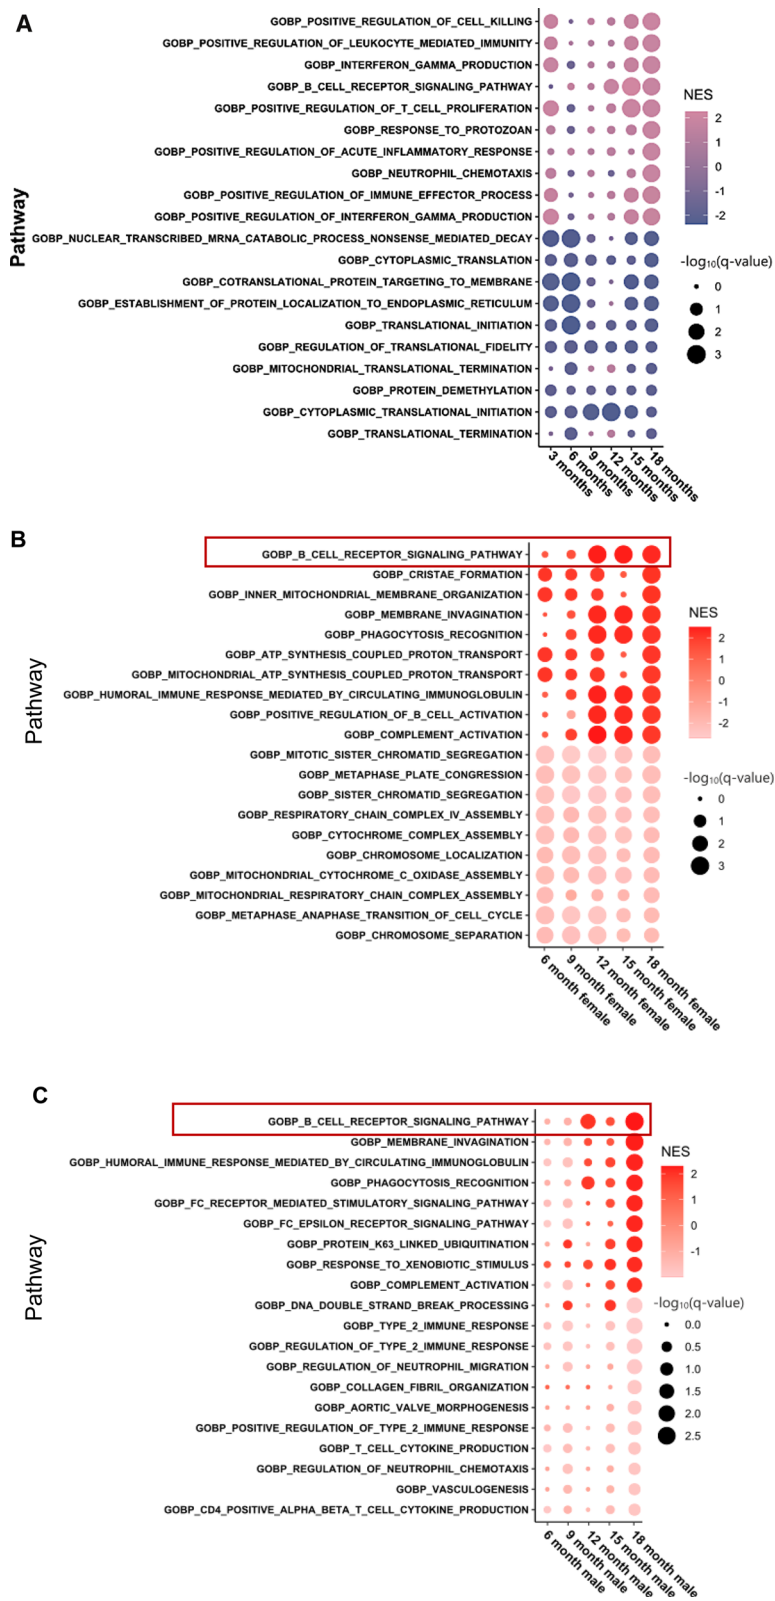 A
Pathway
GOBP_POSITIVE_REGULATION_OF_CELL_KILLING
GOBP_POSITIVE_REGULATION_OF_LEUKOCYTE_MEDIATED_IMMUNITY
GOBP_INTERFERON_GAMMA_PRODUCTION
GOBP_B_CELL_RECEPTOR_SIGNALING_PATHWAY
GOBP_POSITIVE_REGULATION_OF_T_CELL_PROLIFERATION
GOBP_RESPONSE_TO_PROTOZOAN
GOBP_POSITIVE_REGULATION_OF_ACUTE_INFLAMMATORY_RESPONSE
GOBP_NEUTROPHIL_CHEMOTAXIS
GOBP_POSITIVE_REGULATION_OF_IMMUNE_EFFECTOR_PROCESS
GOBP_POSITIVE_REGULATION_OF_INTERFERON_GAMMA_PRODUCTION
GOBP_NUCLEAR_TRANSCRIBED_MRNA_CATABOLIC_PROCESS_NONSENSE_MEDIATED_DECAY
GOBP_CYTOPLASMIC_TRANSLATION
GOBP_COTRANSLATIONAL_PROTEIN_TARGETING_TO_MEMBRANE
GOBP_ESTABLISHMENT_OF_PROTEIN_LOCALIZATION_TO_ENDOPLASMIC_RETICULUM
GOBP_TRANSLATIONAL_INITIATION
GOBP_REGULATION_OF_TRANSLATIONAL_FIDELITY
GOBP_MITOCHONDRIAL_TRANSLATIONAL_TERMINATION
GOBP_PROTEIN_DEMETHYLATION
GOBP_CYTOPLASMIC_TRANSLATIONAL_INITIATION
GOBP_TRANSLATIONAL_TERMINATION
3 months
6 months
9 months
12 months
15 months
18 months
NES
2
1
0
-1
-2
-log₁₀(q-value)
0
1
2
3
B
Pathway
GOBP_B_CELL_RECEPTOR_SIGNALING_PATHWAY
GOBP_CRISTAE_FORMATION
GOBP_INNER_MITOCHONDRIAL_MEMBRANE_ORGANIZATION
GOBP_MEMBRANE_INVAGINATION
GOBP_PHAGOCYTOSIS_RECOGNITION
GOBP_ATP_SYNTHESIS_COUPLED_PROTON_TRANSPORT
GOBP_MITOCHONDRIAL_ATP_SYNTHESIS_COUPLED_PROTON_TRANSPORT
GOBP_HUMORAL_IMMUNE_RESPONSE_MEDIATED_BY_CIRCULATING_IMMUNOGLOBULIN
GOBP_POSITIVE_REGULATION_OF_B_CELL_ACTIVATION
GOBP_COMPLEMENT_ACTIVATION
GOBP_MITOTIC_SISTER_CHROMATID_SEGREGATION
GOBP_METAPHASE_PLATE_CONGRESSION
GOBP_SISTER_CHROMATID_SEGREGATION
GOBP_RESPIRATORY_CHAIN_COMPLEX_IV_ASSEMBLY
GOBP_CYTOCHROME_COMPLEX_ASSEMBLY
GOBP_CHROMOSOME_LOCALIZATION
GOBP_MITOCHONDRIAL_CYTOCHROME_C_OXIDASE_ASSEMBLY
GOBP_MITOCHONDRIAL_RESPIRATORY_CHAIN_COMPLEX_ASSEMBLY
GOBP_METAPHASE_ANAPHASE_TRANSITION_OF_CELL_CYCLE
GOBP_CHROMOSOME_SEPARATION
6 month female
9 month female
12 month female
15 month female
18 month female
NES
2
1
0
-1
-2
-log₁₀(q-value)
0
1
2
3
C
Pathway
GOBP_B_CELL_RECEPTOR_SIGNALING_PATHWAY
GOBP_MEMBRANE_INVAGINATION
GOBP_HUMORAL_IMMUNE_RESPONSE_MEDIATED_BY_CIRCULATING_IMMUNOGLOBULIN
GOBP_PHAGOCYTOSIS_RECOGNITION
GOBP_FC_RECEPTOR_MEDIATED_STIMULATORY_SIGNALING_PATHWAY
GOBP_FC_EPSILON_RECEPTOR_SIGNALING_PATHWAY
GOBP_PROTEIN_K63_LINKED_UBIQUITINATION
GOBP_RESPONSE_TO_XENOBIOTIC_STIMULUS
GOBP_COMPLEMENT_ACTIVATION
GOBP_DNA_DOUBLE_STRAND_BREAK_PROCESSING
GOBP_TYPE_2_IMMUNE_RESPONSE
GOBP_REGULATION_OF_TYPE_2_IMMUNE_RESPONSE
GOBP_REGULATION_OF_NEUTROPHIL_MIGRATION
GOBP_COLLAGEN_FIBRIL_ORGANIZATION
GOBP_AORTIC_VALVE_MORPHOGENESIS
GOBP_POSITIVE_REGULATION_OF_TYPE_2_IMMUNE_RESPONSE
GOBP_T_CELL_CYTOKINE_PRODUCTION
GOBP_REGULATION_OF_NEUTROPHIL_CHEMOTAXIS
GOBP_VASCULOGENESIS
GOBP_CD4_POSITIVE_ALPHA_BETA_T_CELL_CYTOKINE_PRODUCTION
6 month male
9 month male
12 month male
15 month male
18 month male
NES
2
1
0
-1
-log₁₀(q-value)
0.0
0.5
1.0
1.5
2.0
2.5